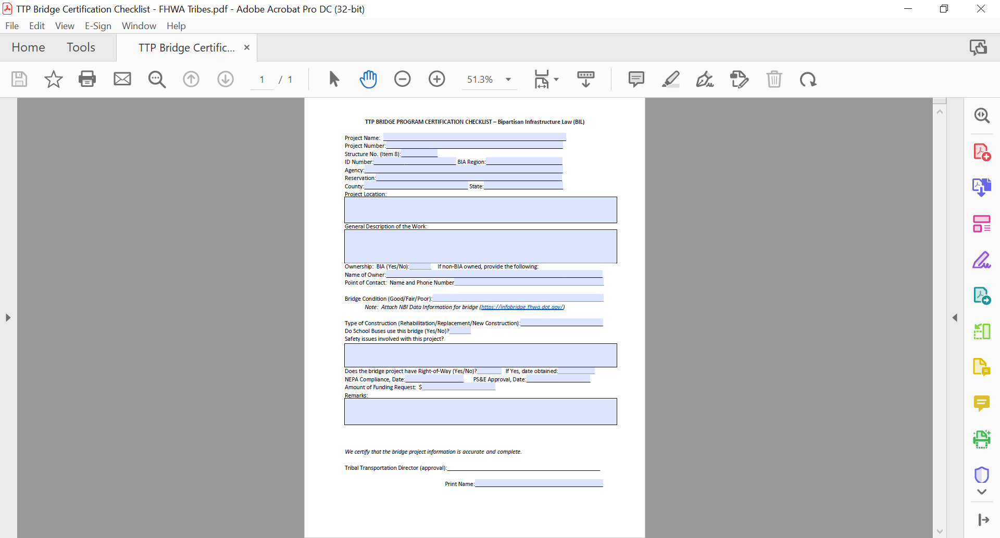 TTP Bridge Certification Checklist - FHWA Tribes.pdf - Adobe Acrobat Pro DC (32-bit)
File Edit View E-Sign Window Help
Home Tools TTP Bridge Certific... ×
1 / 1 51.3%
TTP BRIDGE PROGRAM CERTIFICATION CHECKLIST – Bipartisan Infrastructure Law (BIL)
Project Name:
Project Number:
Structure No. (Item 8):
ID Number: BIA Region:
Agency:
Reservation:
County: State:
Project Location:
General Description of the Work:
Ownership: BIA (Yes/No): If non-BIA owned, provide the following:
Name of Owner:
Point of Contact: Name and Phone Number
Bridge Condition (Good/Fair/Poor):
Note: Attach NBI Data Information for bridge (https://infobridge.fhwa.dot.gov/)
Type of Construction (Rehabilitation/Replacement/New Construction):
Do School Buses use this bridge (Yes/No)?
Safety issues involved with this project?
Does the bridge project have Right-of-Way (Yes/No)? If Yes, date obtained:
NEPA Compliance, Date: PS&E Approval, Date:
Amount of Funding Request: $
Remarks:
We certify that the bridge project information is accurate and complete.
Tribal Transportation Director (approval):
Print Name: